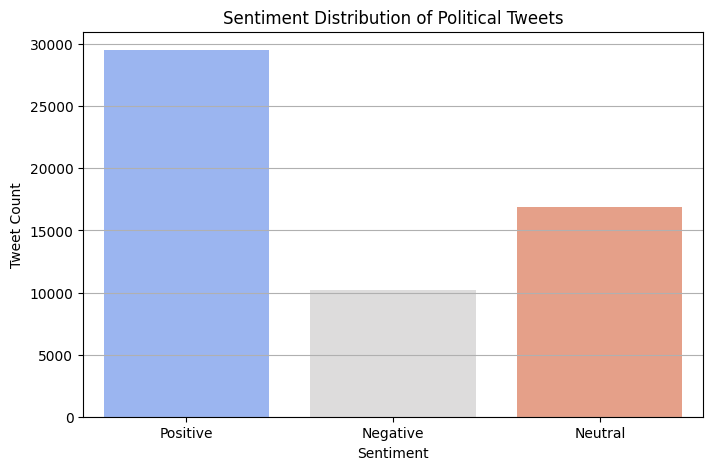 Sentiment Distribution of Political Tweets
30000
25000
20000
15000
10000
5000
0
Tweet Count
Positive Negative Neutral
Sentiment